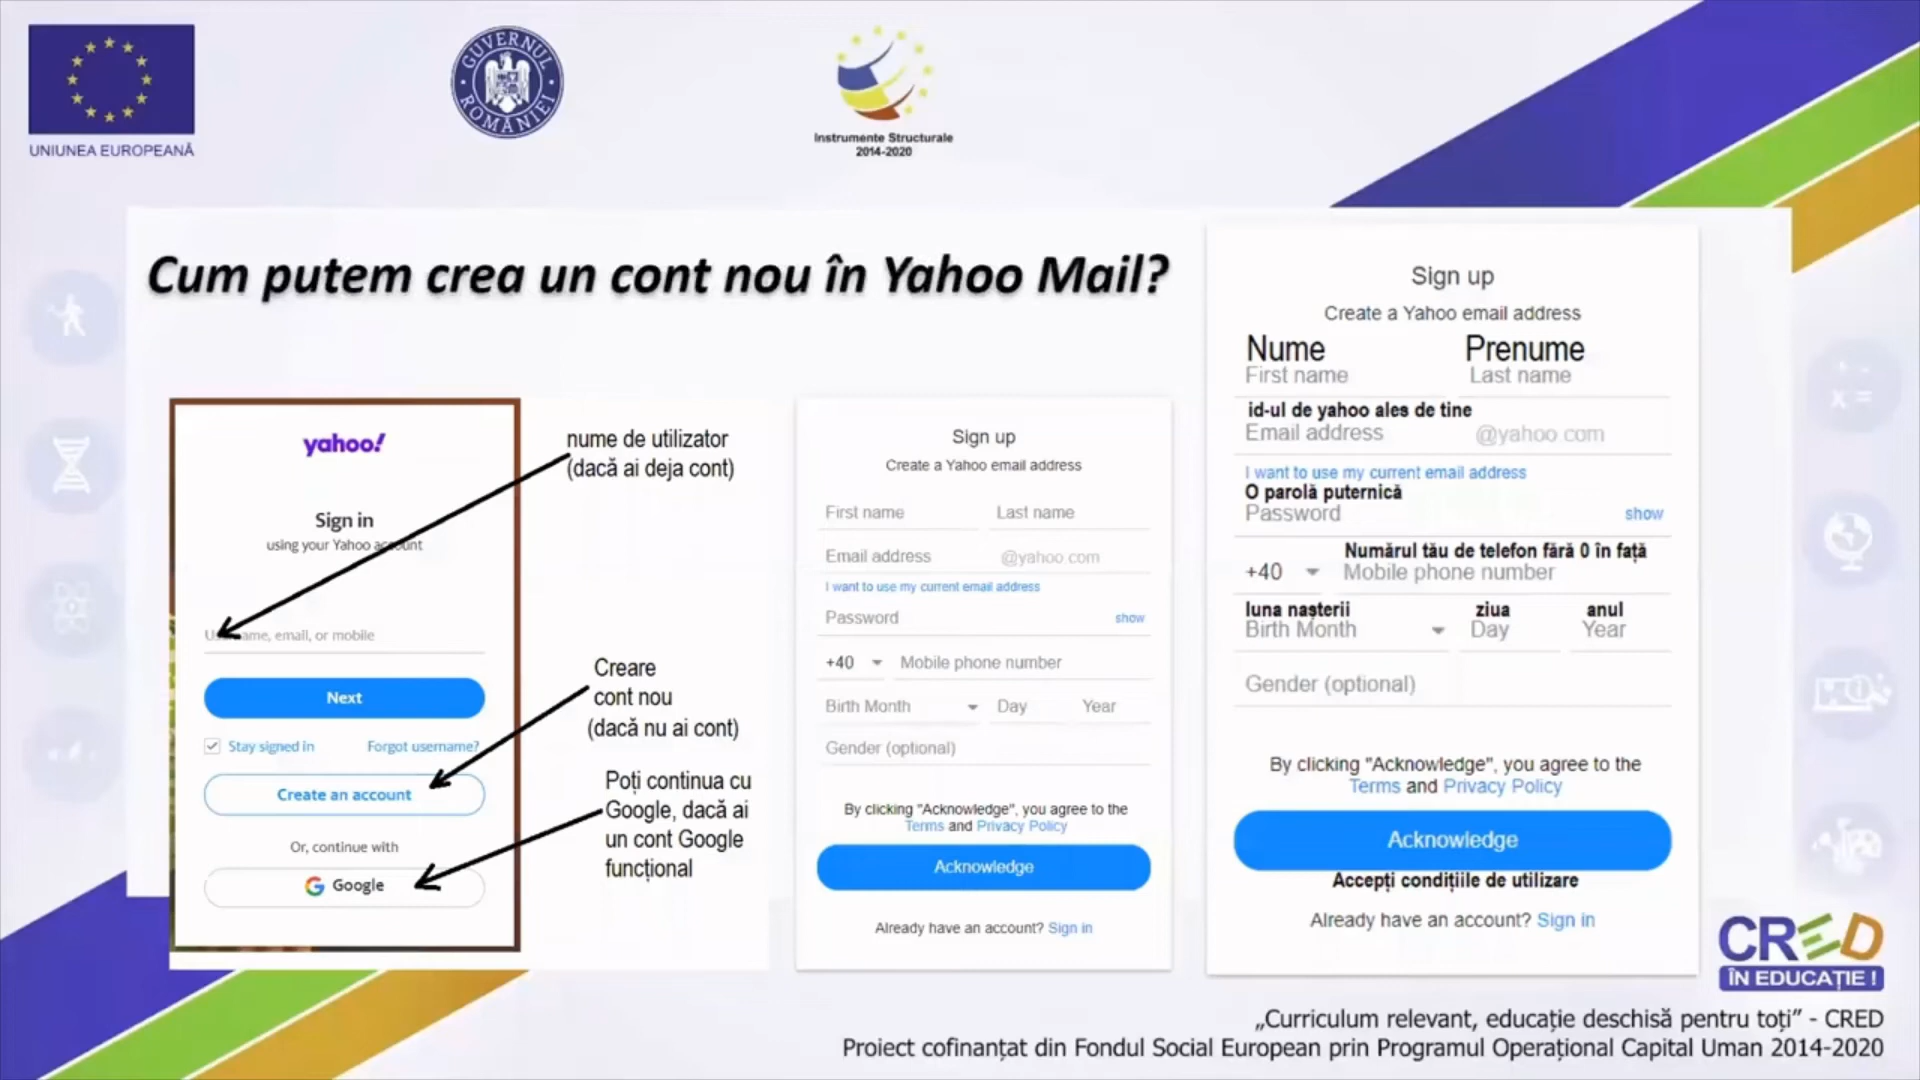 UNIUNEA EUROPEANĂ
GUVERNUL ROMÂNIEI
Instrumente Structurale
2014-2020
Cum putem crea un cont nou în Yahoo Mail?
yahoo!
Sign in
using your Yahoo account
Username, email, or mobile
Next
Stay signed in
Forgot username?
Create an account
Or, continue with
Google
nume de utilizator
(dacă ai deja cont)
Creare
cont nou
(dacă nu ai cont)
Poți continua cu
Google, dacă ai
un cont Google
funcțional
Sign up
Create a Yahoo email address
First name Last name
Email address @yahoo.com
I want to use my current email address
Password show
+40 Mobile phone number
Birth Month Day Year
Gender (optional)
By clicking "Acknowledge", you agree to the
Terms and Privacy Policy
Acknowledge
Already have an account? Sign in
Sign up
Create a Yahoo email address
Nume Prenume
First name Last name
id-ul de yahoo ales de tine
Email address @yahoo com
I want to use my current email address
O parolă puternică
Password show
Numărul tău de telefon fără 0 în față
+40 Mobile phone number
luna nașterii ziua anul
Birth Month Day Year
Gender (optional)
By clicking "Acknowledge", you agree to the
Terms and Privacy Policy
Acknowledge
Accepți condițiile de utilizare
Already have an account? Sign in
CRED
ÎN EDUCAȚIE !
„Curriculum relevant, educație deschisă pentru toți” - CRED
Proiect cofinanțat din Fondul Social European prin Programul Operațional Capital Uman 2014-2020